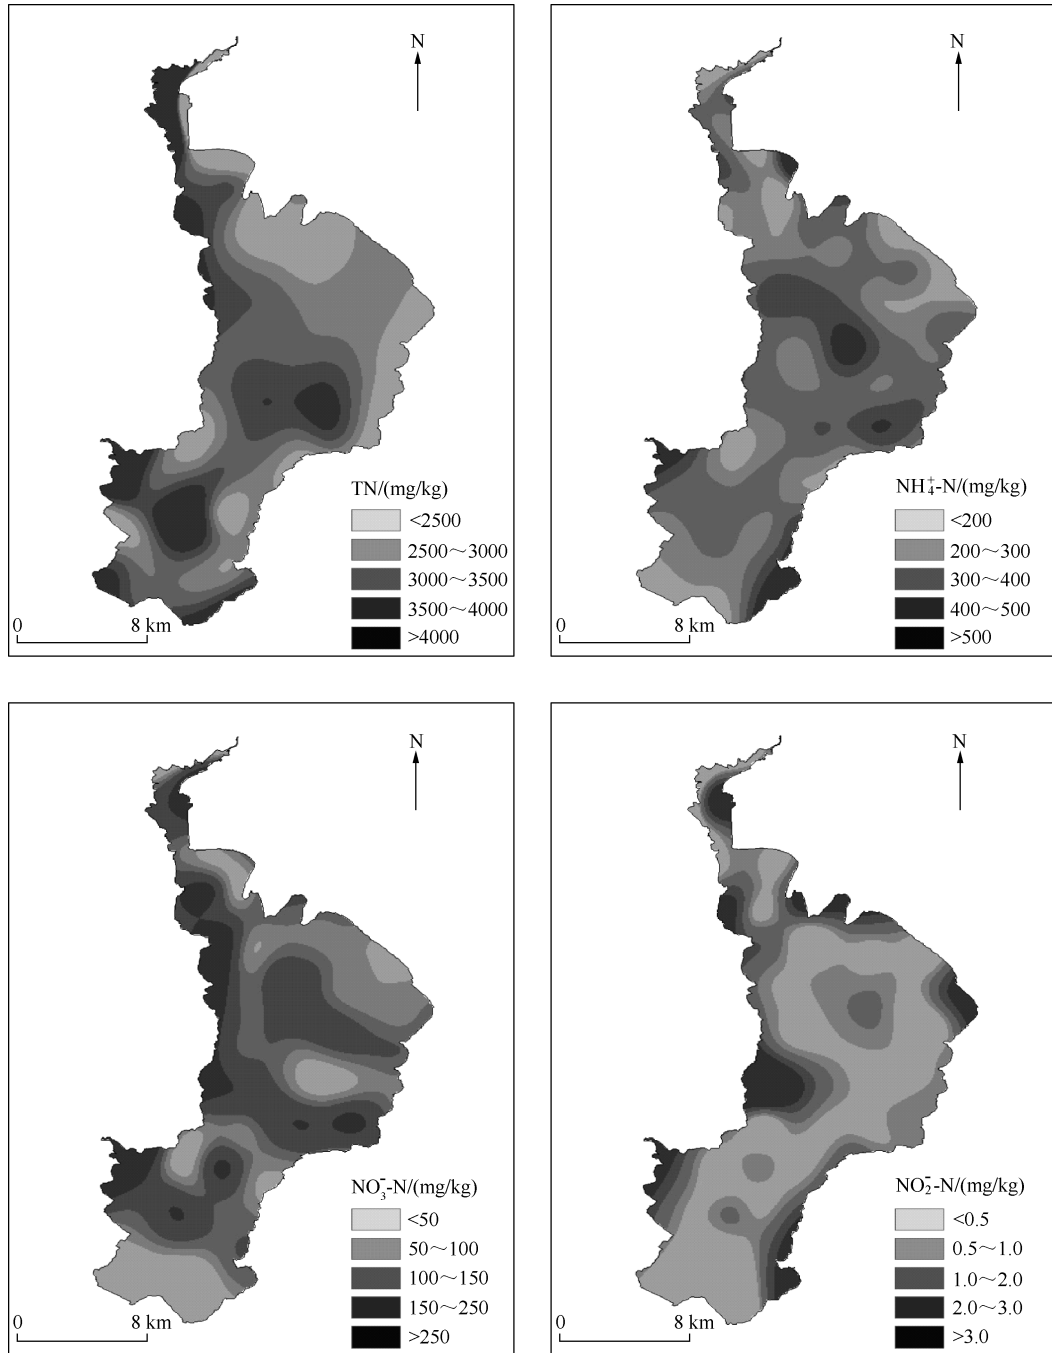 N
TN/(mg/kg)
<2500
2500～3000
3000～3500
3500～4000
>4000
0 8 km
N
NH₄⁺-N/(mg/kg)
<200
200～300
300～400
400～500
>500
0 8 km
N
NO₃⁻-N/(mg/kg)
<50
50～100
100～150
150～250
>250
0 8 km
N
NO₂⁻-N/(mg/kg)
<0.5
0.5～1.0
1.0～2.0
2.0～3.0
>3.0
0 8 km